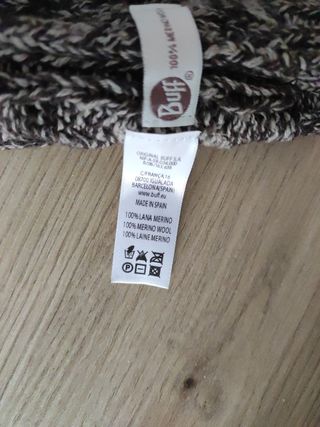 Buff
®
100% MERINO
ORIGINAL BUFF S.A.
C/FRANÇA 16
08700 IGUALADA
BARCELONA(SPAIN)
www.buff.eu
MADE IN SPAIN
100% LANA MERINO
100% MERINO WOOL
100% LAINE MERINO